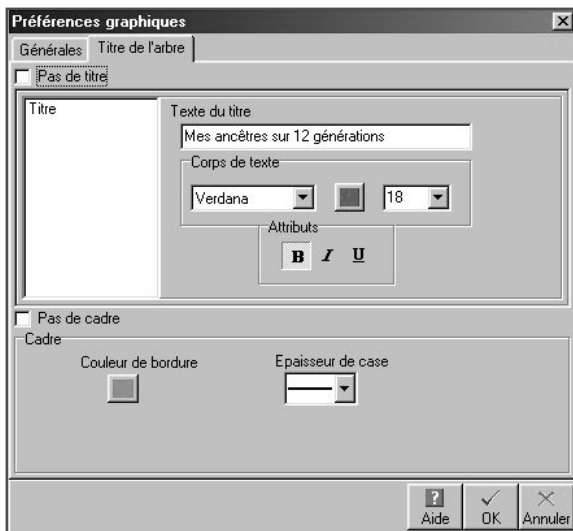 Préférences graphiques
Générales
Titre de l'arbre
Pas de titre
Titre
Texte du titre
Mes ancêtres sur 12 générations
Corps de texte
Verdana
18
Attributs
B I U
Pas de cadre
Cadre
Couleur de bordure
Epaisseur de case
Aide
OK
Annuler